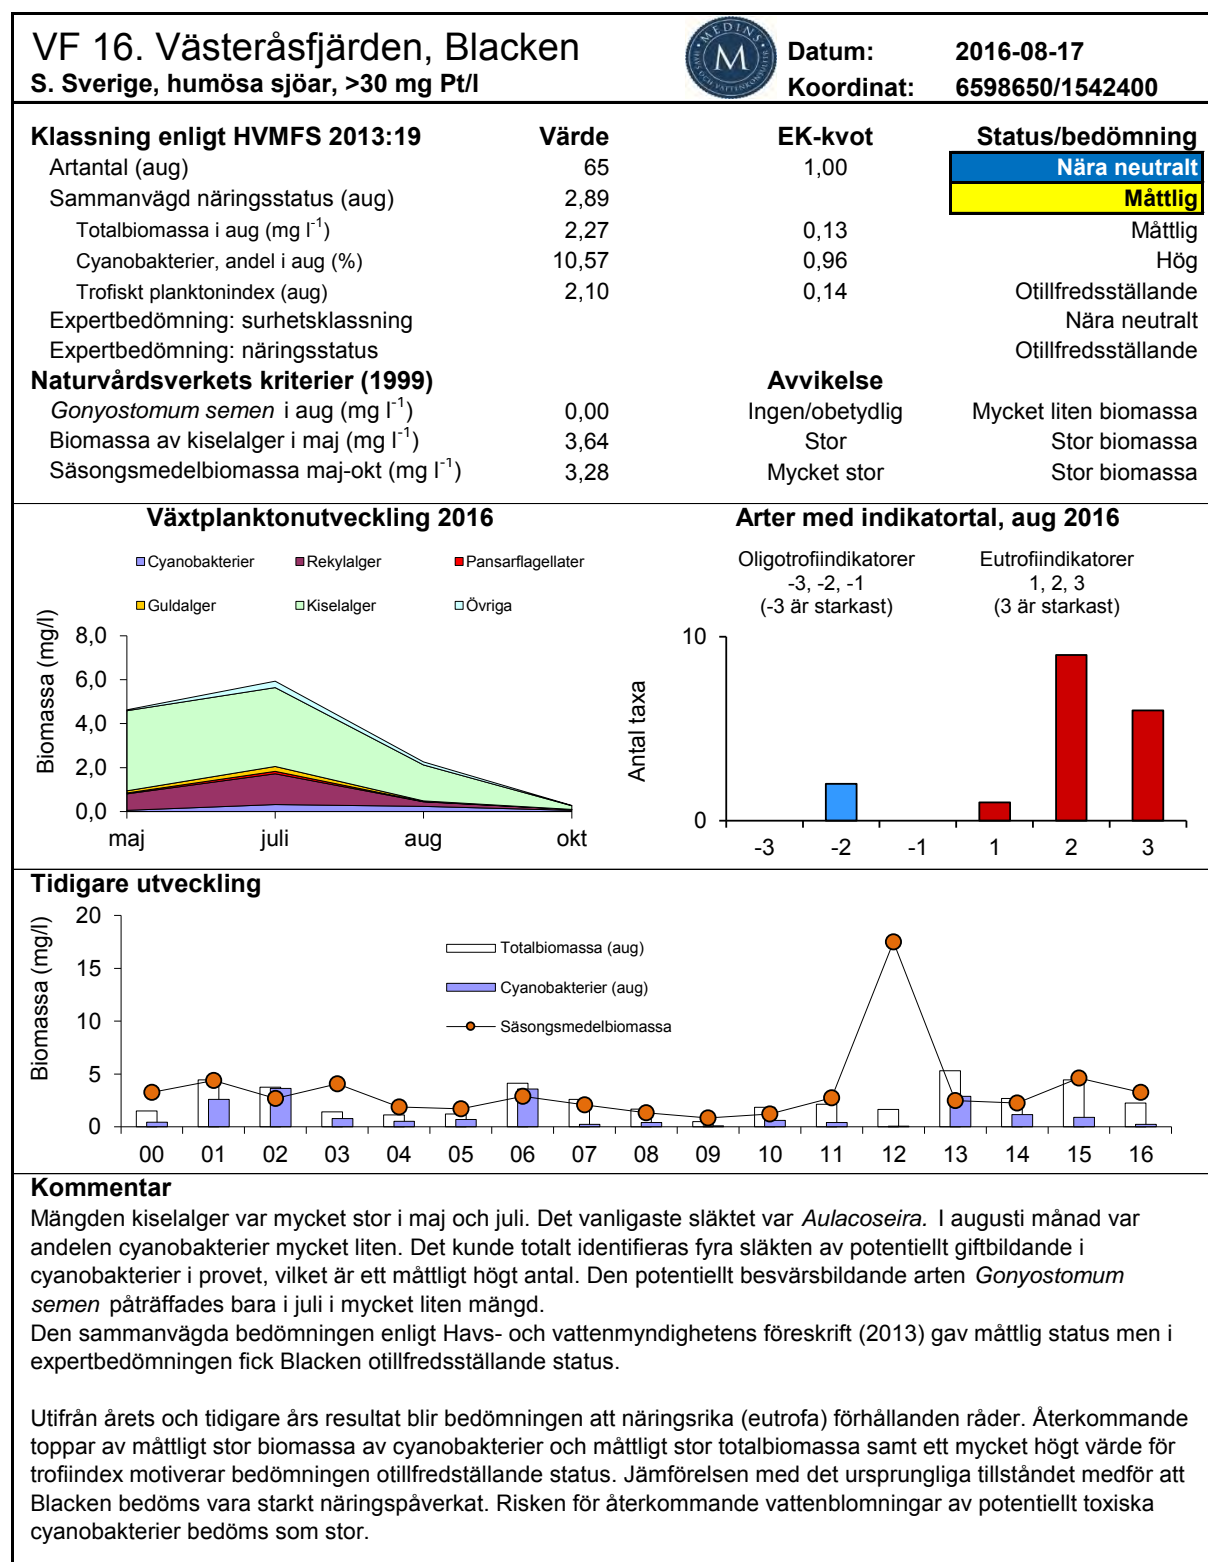 VF 16. Västeråsfjärden, Blacken
S. Sverige, humösa sjöar, >30 mg Pt/l
MEDINS
M
HAVS OCH VATTENKONSULTER
Datum: 2016-08-17
Koordinat: 6598650/1542400
Klassning enligt HVMFS 2013:19 Värde EK-kvot Status/bedömning
Artantal (aug) 65 1,00 Nära neutralt
Sammanvägd näringsstatus (aug) 2,89 Måttlig
Totalbiomassa i aug (mg l⁻¹) 2,27 0,13 Måttlig
Cyanobakterier, andel i aug (%) 10,57 0,96 Hög
Trofiskt planktonindex (aug) 2,10 0,14 Otillfredsställande
Expertbedömning: surhetsklassning Nära neutralt
Expertbedömning: näringsstatus Otillfredsställande
Naturvårdsverkets kriterier (1999) Avvikelse
Gonyostomum semen i aug (mg l⁻¹) 0,00 Ingen/obetydlig Mycket liten biomassa
Biomassa av kiselalger i maj (mg l⁻¹) 3,64 Stor Stor biomassa
Säsongsmedelbiomassa maj-okt (mg l⁻¹) 3,28 Mycket stor Stor biomassa
Växtplanktonutveckling 2016
Cyanobakterier Rekylalger Pansarflagellater
Guldalger Kiselalger Övriga
Biomassa (mg/l)
8,0
6,0
4,0
2,0
0,0
maj juli aug okt
Arter med indikatortal, aug 2016
Oligotrofiindikatorer
-3, -2, -1
(-3 är starkast)
Eutrofiindikatorer
1, 2, 3
(3 är starkast)
Antal taxa
10
0
-3 -2 -1 1 2 3
Tidigare utveckling
Biomassa (mg/l)
20
15
10
5
0
Totalbiomassa (aug)
Cyanobakterier (aug)
Säsongsmedelbiomassa
00 01 02 03 04 05 06 07 08 09 10 11 12 13 14 15 16
Kommentar
Mängden kiselalger var mycket stor i maj och juli. Det vanligaste släktet var Aulacoseira. I augusti månad var
andelen cyanobakterier mycket liten. Det kunde totalt identifieras fyra släkten av potentiellt giftbildande i
cyanobakterier i provet, vilket är ett måttligt högt antal. Den potentiellt besvärsbildande arten Gonyostomum
semen påträffades bara i juli i mycket liten mängd.
Den sammanvägda bedömningen enligt Havs- och vattenmyndighetens föreskrift (2013) gav måttlig status men i
expertbedömningen fick Blacken otillfredsställande status.
Utifrån årets och tidigare års resultat blir bedömningen att näringsrika (eutrofa) förhållanden råder. Återkommande
toppar av måttligt stor biomassa av cyanobakterier och måttligt stor totalbiomassa samt ett mycket högt värde för
trofiindex motiverar bedömningen otillfredställande status. Jämförelsen med det ursprungliga tillståndet medför att
Blacken bedöms vara starkt näringspåverkat. Risken för återkommande vattenblomningar av potentiellt toxiska
cyanobakterier bedöms som stor.